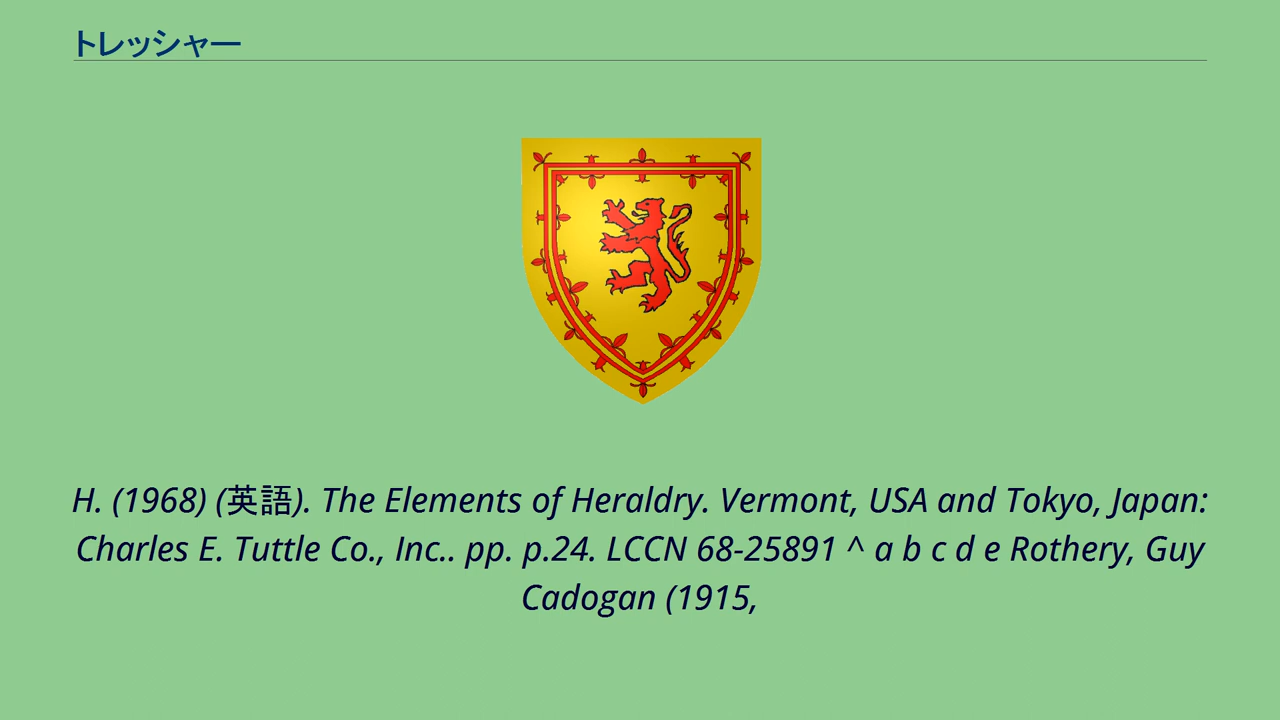 トレッシャー
H. (1968) (英語). The Elements of Heraldry. Vermont, USA and Tokyo, Japan:
Charles E. Tuttle Co., Inc.. pp. p.24. LCCN 68-25891 ^ a b c d e Rothery, Guy
Cadogan (1915,